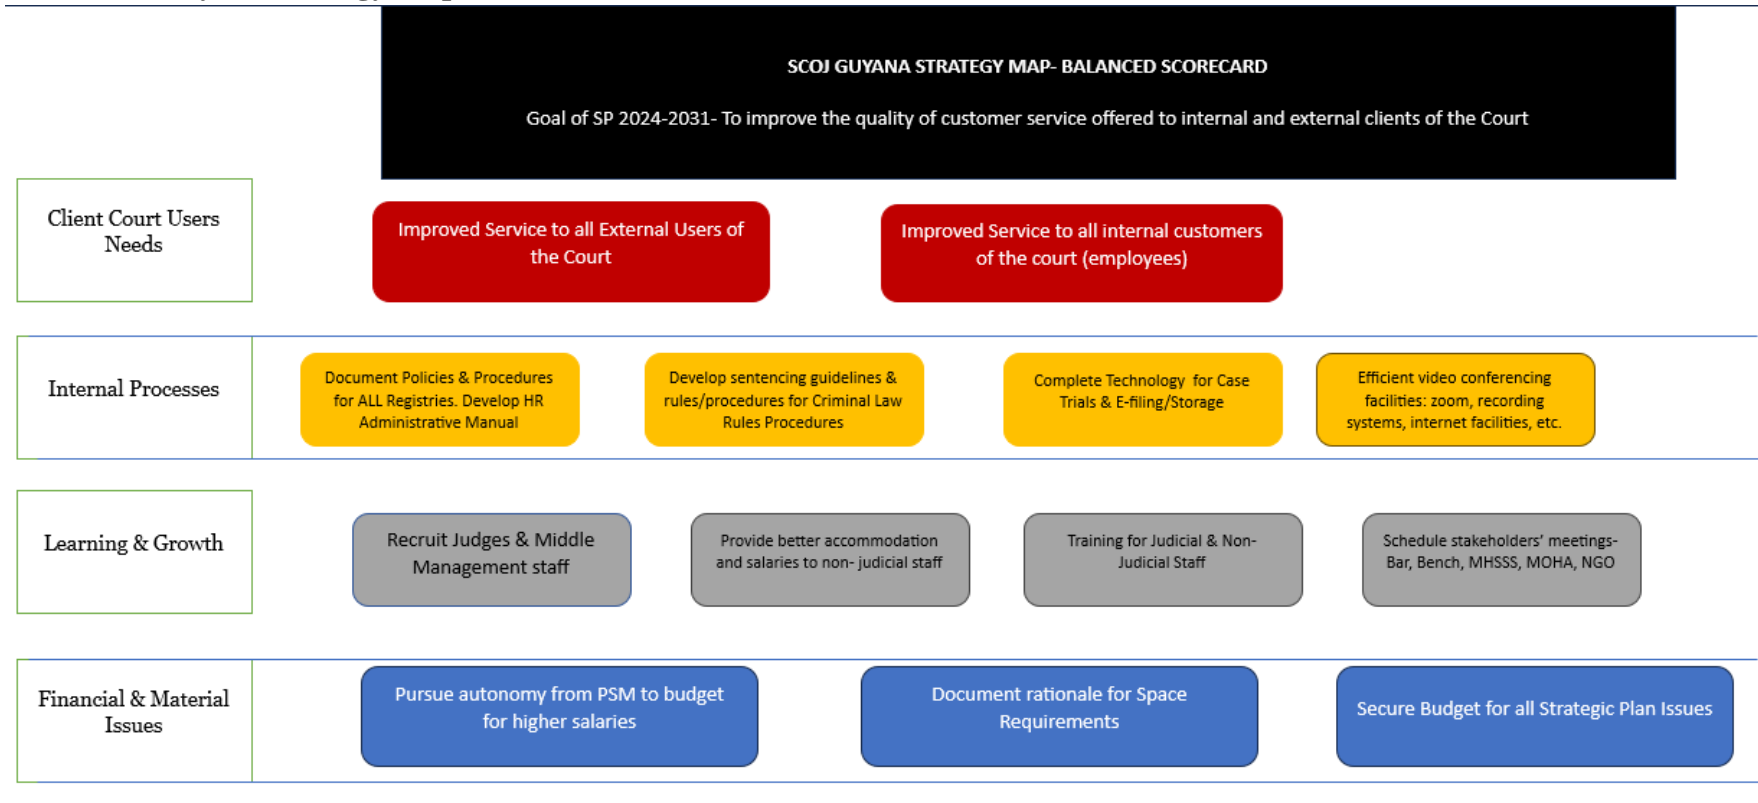 SCOJ GUYANA STRATEGY MAP- BALANCED SCORECARD
Goal of SP 2024-2031- To improve the quality of customer service offered to internal and external clients of the Court
Client Court Users
Needs
Improved Service to all External Users of
the Court
Improved Service to all internal customers
of the court (employees)
Internal Processes
Document Policies & Procedures
for ALL Registries. Develop HR
Administrative Manual
Develop sentencing guidelines &
rules/procedures for Criminal Law
Rules Procedures
Complete Technology for Case
Trials & E-filing/Storage
Efficient video conferencing
facilities: zoom, recording
systems, internet facilities, etc.
Learning & Growth
Recruit Judges & Middle
Management staff
Provide better accommodation
and salaries to non- judicial staff
Training for Judicial & Non-
Judicial Staff
Schedule stakeholders’ meetings-
Bar, Bench, MHSSS, MOHA, NGO
Financial & Material
Issues
Pursue autonomy from PSM to budget
for higher salaries
Document rationale for Space
Requirements
Secure Budget for all Strategic Plan Issues